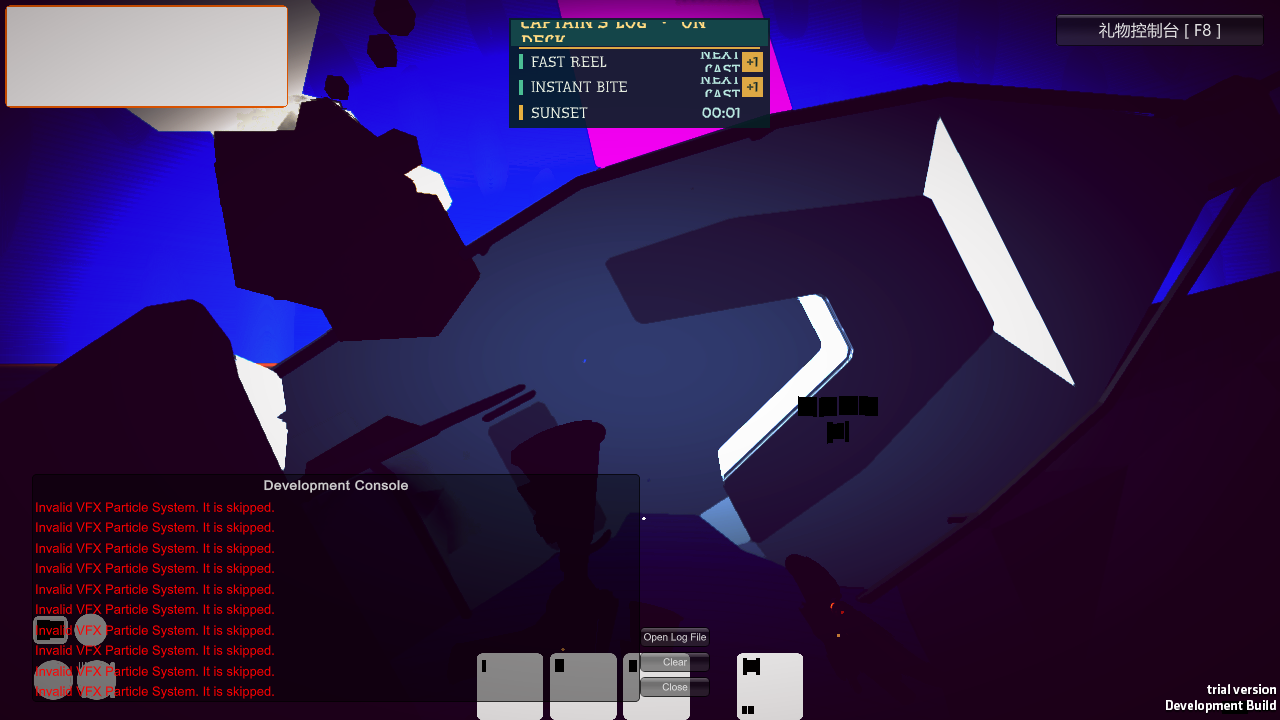 CAPTAIN'S LOG · ON
DECK
FAST REEL NEXT CAST +1
INSTANT BITE NEXT CAST +1
SUNSET 00:01
礼物控制台 [ F8 ]
Development Console
Invalid VFX Particle System. It is skipped.
Invalid VFX Particle System. It is skipped.
Invalid VFX Particle System. It is skipped.
Invalid VFX Particle System. It is skipped.
Invalid VFX Particle System. It is skipped.
Invalid VFX Particle System. It is skipped.
Invalid VFX Particle System. It is skipped.
Invalid VFX Particle System. It is skipped.
Invalid VFX Particle System. It is skipped.
Invalid VFX Particle System. It is skipped.
Open Log File
Clear
Close
trial version
Development Build